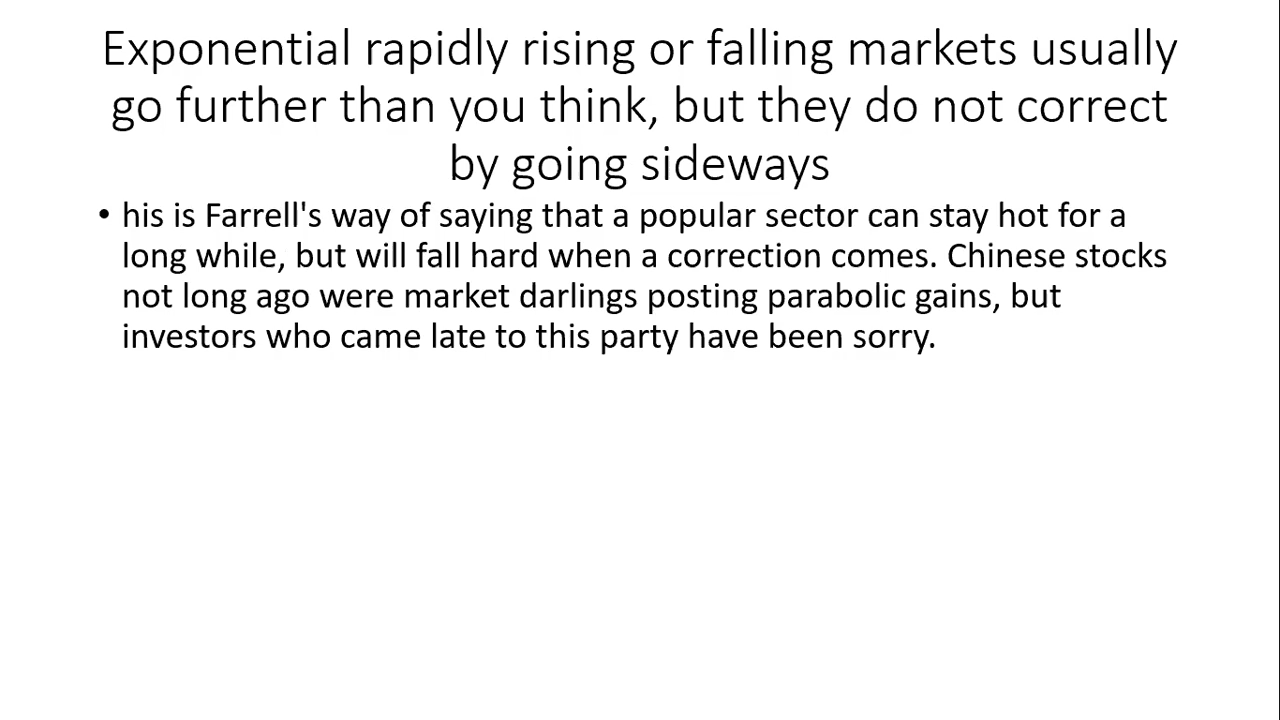 Exponential rapidly rising or falling markets usually
go further than you think, but they do not correct
by going sideways
• his is Farrell's way of saying that a popular sector can stay hot for a
long while, but will fall hard when a correction comes. Chinese stocks
not long ago were market darlings posting parabolic gains, but
investors who came late to this party have been sorry.